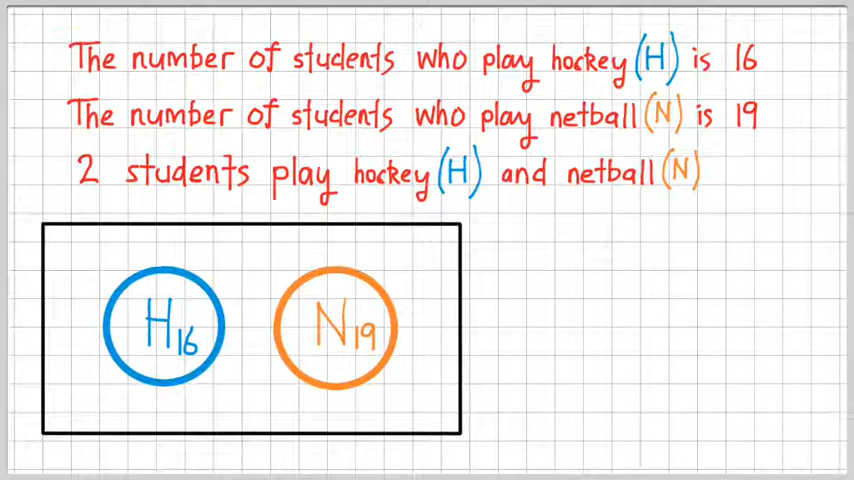 The number of students who play hockey (H) is 16
The number of students who play netball (N) is 19
2 students play hockey (H) and netball (N)
H16
N19